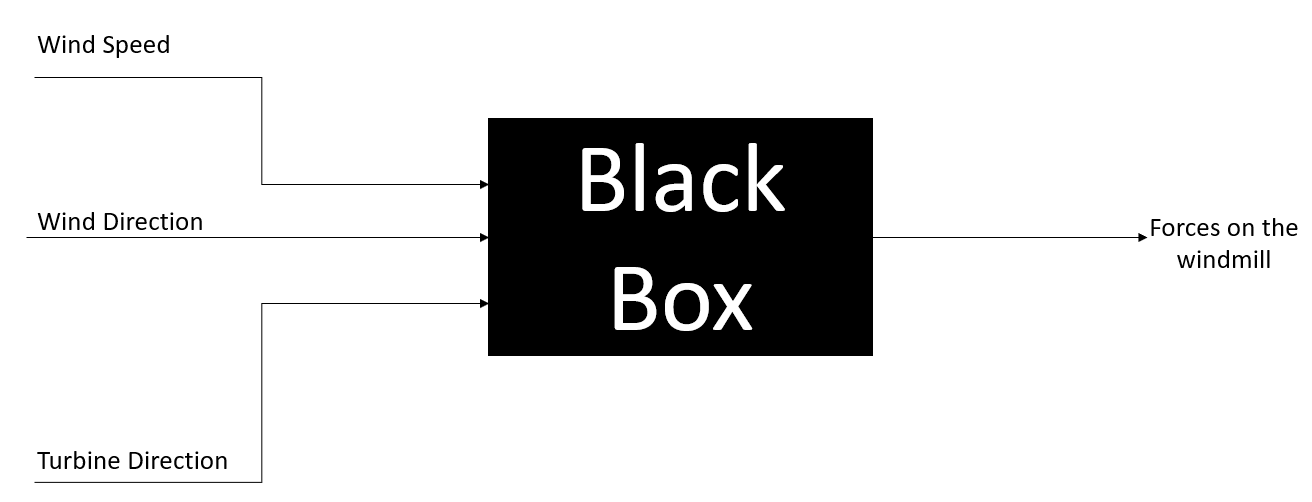 Wind Speed
Wind Direction
Turbine Direction
Black
Box
Forces on the
windmill